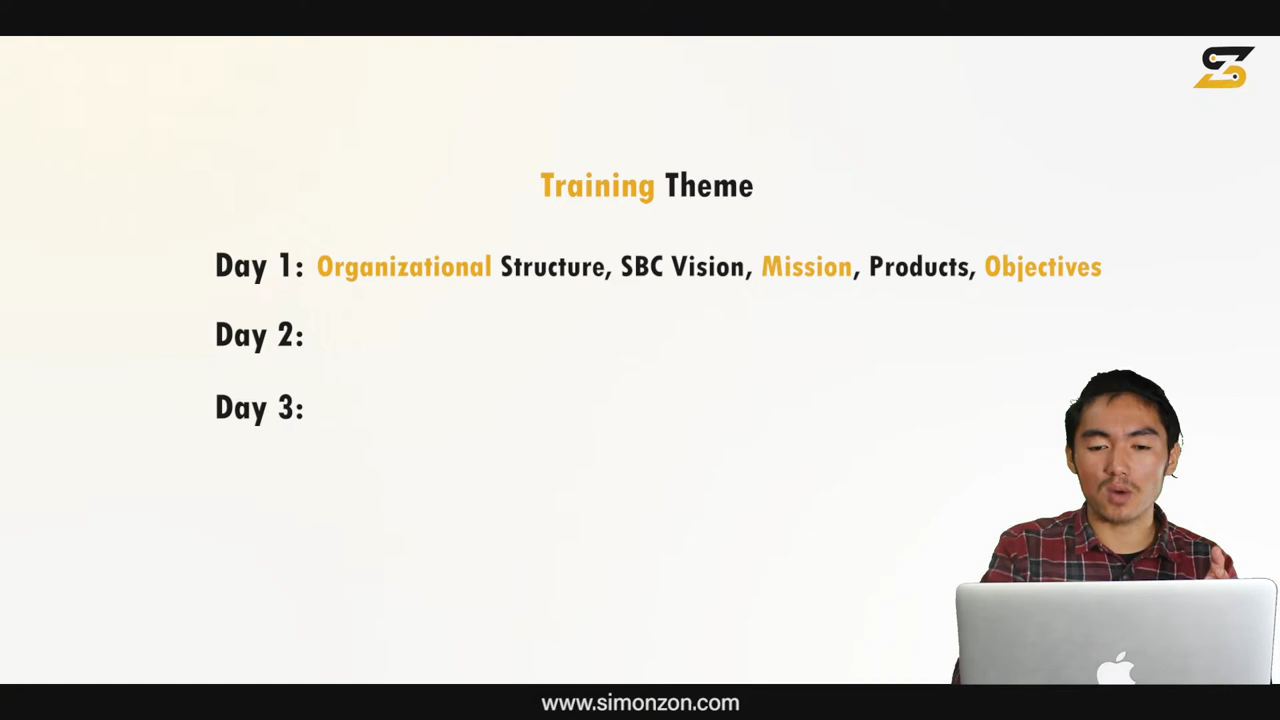 Training Theme
Day 1: Organizational Structure, SBC Vision, Mission, Products, Objectives
Day 2:
Day 3:
www.simonzon.com